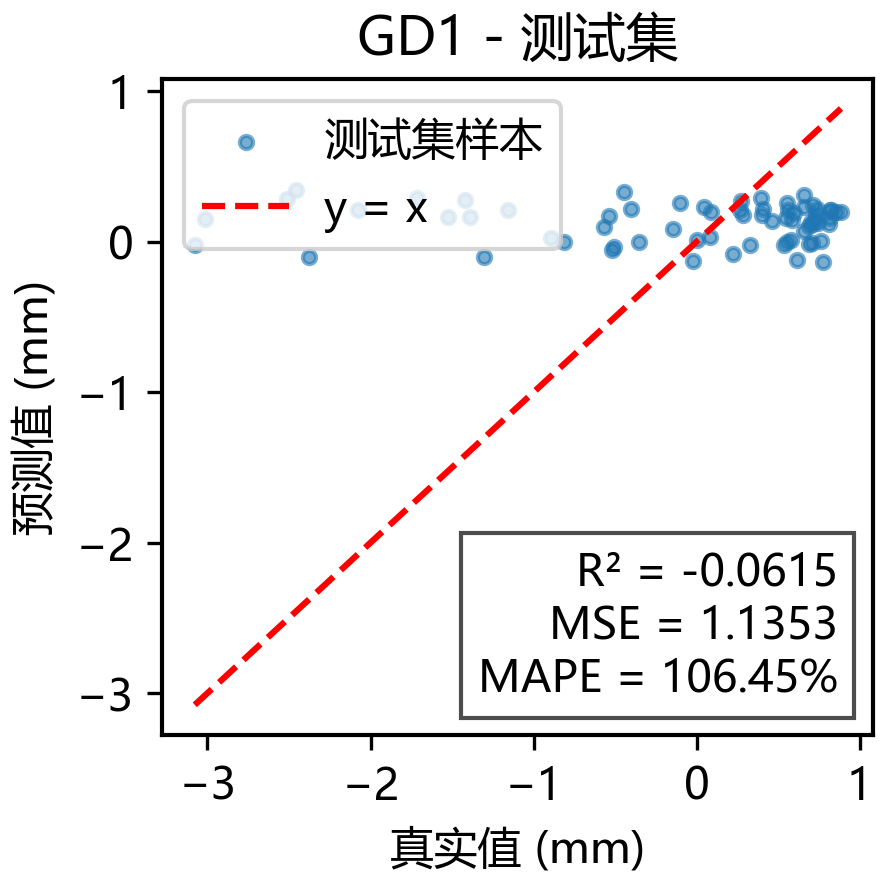 GD1 - 测试集
测试集样本
y = x
1
0
−1
−2
−3
预测值 (mm)
R² = -0.0615
MSE = 1.1353
MAPE = 106.45%
−3
−2
−1
0
1
真实值 (mm)